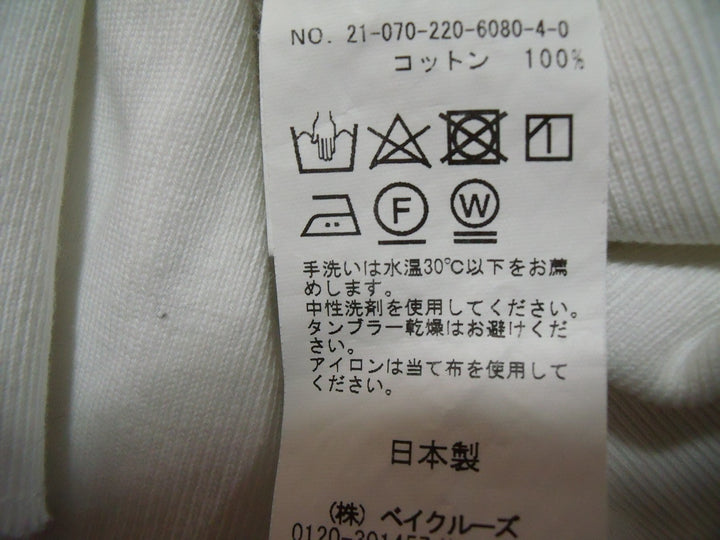 NO. 21-070-220-6080-4-0
コットン 100%
F
W
手洗いは水温30℃以下をお薦
めします。
中性洗剤を使用してください。
タンブラー乾燥はお避けくだ
さい。
アイロンは当て布を使用して
ください。
日本製
(株) ベイクルーズ